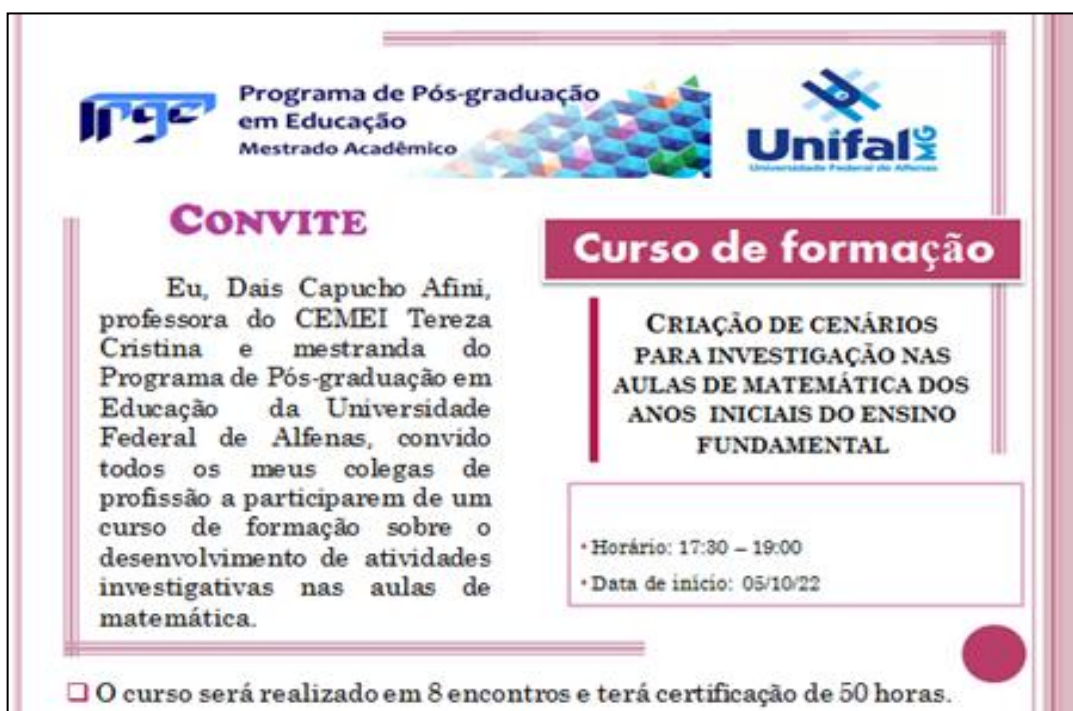 Programa de Pós-graduação
em Educação
Mestrado Acadêmico
Unifal MG
Universidade Federal de Alfenas
CONVITE
Eu, Dais Capucho Afini,
professora do CEMEI Tereza
Cristina e mestranda do
Programa de Pós-graduação em
Educação da Universidade
Federal de Alfenas, convido
todos os meus colegas de
profissão a participarem de um
curso de formação sobre o
desenvolvimento de atividades
investigativas nas aulas de
matemática.
Curso de formação
CRIAÇÃO DE CENÁRIOS
PARA INVESTIGAÇÃO NAS
AULAS DE MATEMÁTICA DOS
ANOS INICIAIS DO ENSINO
FUNDAMENTAL
• Horário: 17:30 – 19:00
• Data de início: 05/10/22
❑ O curso será realizado em 8 encontros e terá certificação de 50 horas.